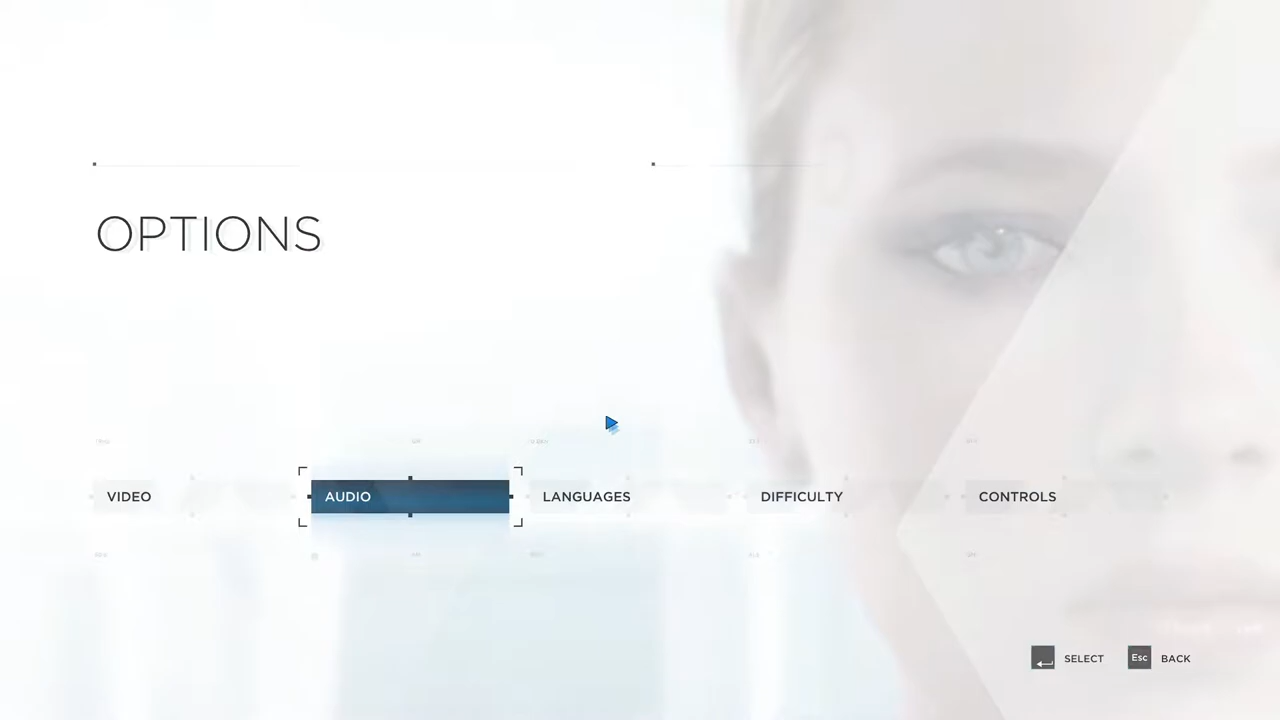 OPTIONS
VIDEO
AUDIO
LANGUAGES
DIFFICULTY
CONTROLS
SELECT
Esc
BACK